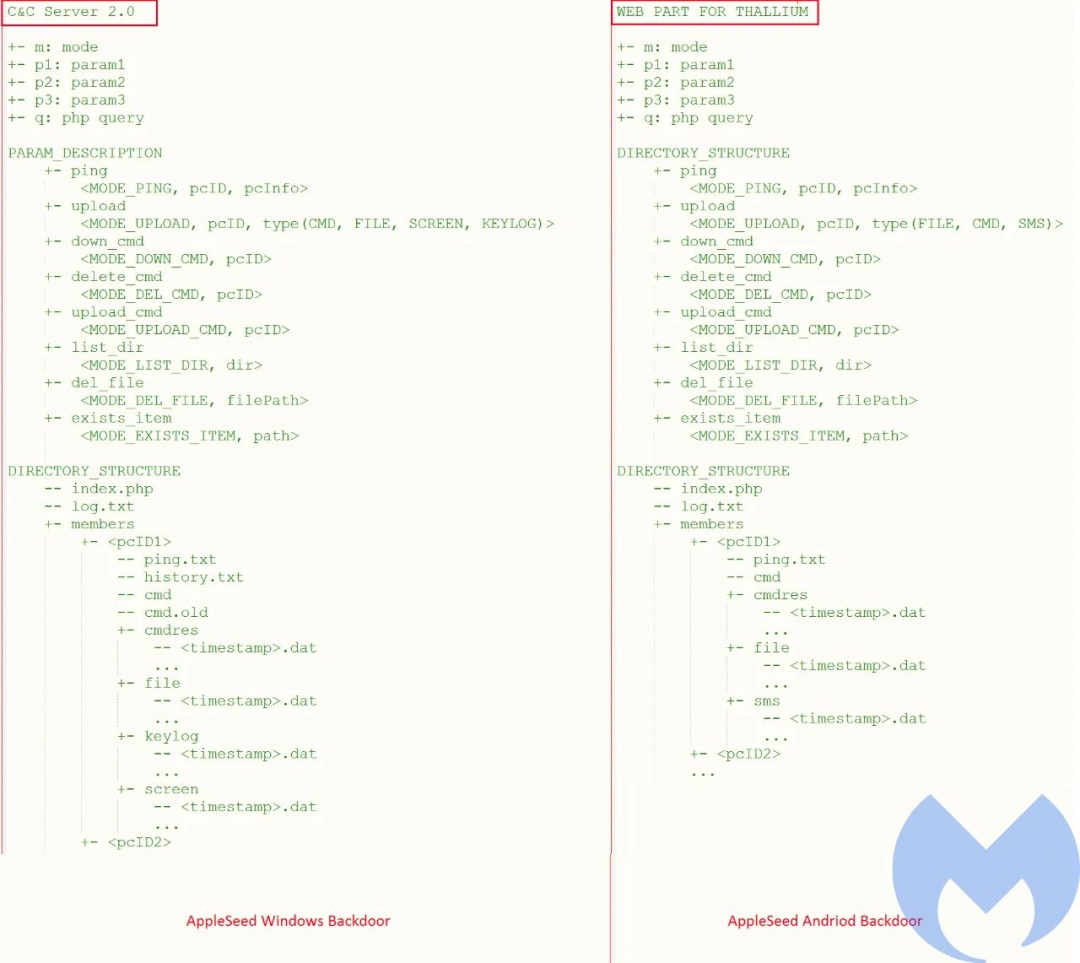 C&C Server 2.0
+- m: mode
+- p1: param1
+- p2: param2
+- p3: param3
+- q: php query
PARAM_DESCRIPTION
+- ping
<MODE_PING, pcID, pcInfo>
+- upload
<MODE_UPLOAD, pcID, type(CMD, FILE, SCREEN, KEYLOG)>
+- down_cmd
<MODE_DOWN_CMD, pcID>
+- delete_cmd
<MODE_DEL_CMD, pcID>
+- upload_cmd
<MODE_UPLOAD_CMD, pcID>
+- list_dir
<MODE_LIST_DIR, dir>
+- del_file
<MODE_DEL_FILE, filePath>
+- exists_item
<MODE_EXISTS_ITEM, path>
DIRECTORY_STRUCTURE
-- index.php
-- log.txt
+- members
+- <pcID1>
-- ping.txt
-- history.txt
-- cmd
-- cmd.old
+- cmdres
-- <timestamp>.dat
...
+- file
-- <timestamp>.dat
...
+- keylog
-- <timestamp>.dat
...
+- screen
-- <timestamp>.dat
...
+- <pcID2>
AppleSeed Windows Backdoor
WEB PART FOR THALLIUM
+- m: mode
+- p1: param1
+- p2: param2
+- p3: param3
+- q: php query
DIRECTORY_STRUCTURE
+- ping
<MODE_PING, pcID, pcInfo>
+- upload
<MODE_UPLOAD, pcID, type(FILE, CMD, SMS)>
+- down_cmd
<MODE_DOWN_CMD, pcID>
+- delete_cmd
<MODE_DEL_CMD, pcID>
+- upload_cmd
<MODE_UPLOAD_CMD, pcID>
+- list_dir
<MODE_LIST_DIR, dir>
+- del_file
<MODE_DEL_FILE, filePath>
+- exists_item
<MODE_EXISTS_ITEM, path>
DIRECTORY_STRUCTURE
-- index.php
-- log.txt
+- members
+- <pcID1>
-- ping.txt
-- cmd
+- cmdres
-- <timestamp>.dat
...
+- file
-- <timestamp>.dat
...
+- sms
-- <timestamp>.dat
...
+- <pcID2>
...
AppleSeed Andriod Backdoor